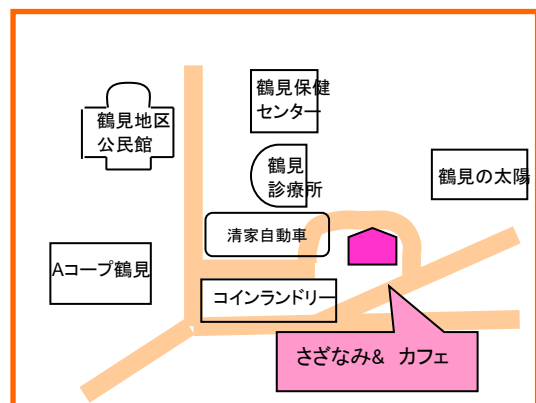 鶴見保健
センター
鶴見地区
公民館
鶴見
診療所
鶴見の太陽
清家自動車
Aコープ鶴見
コインランドリー
さざなみ& カフェ